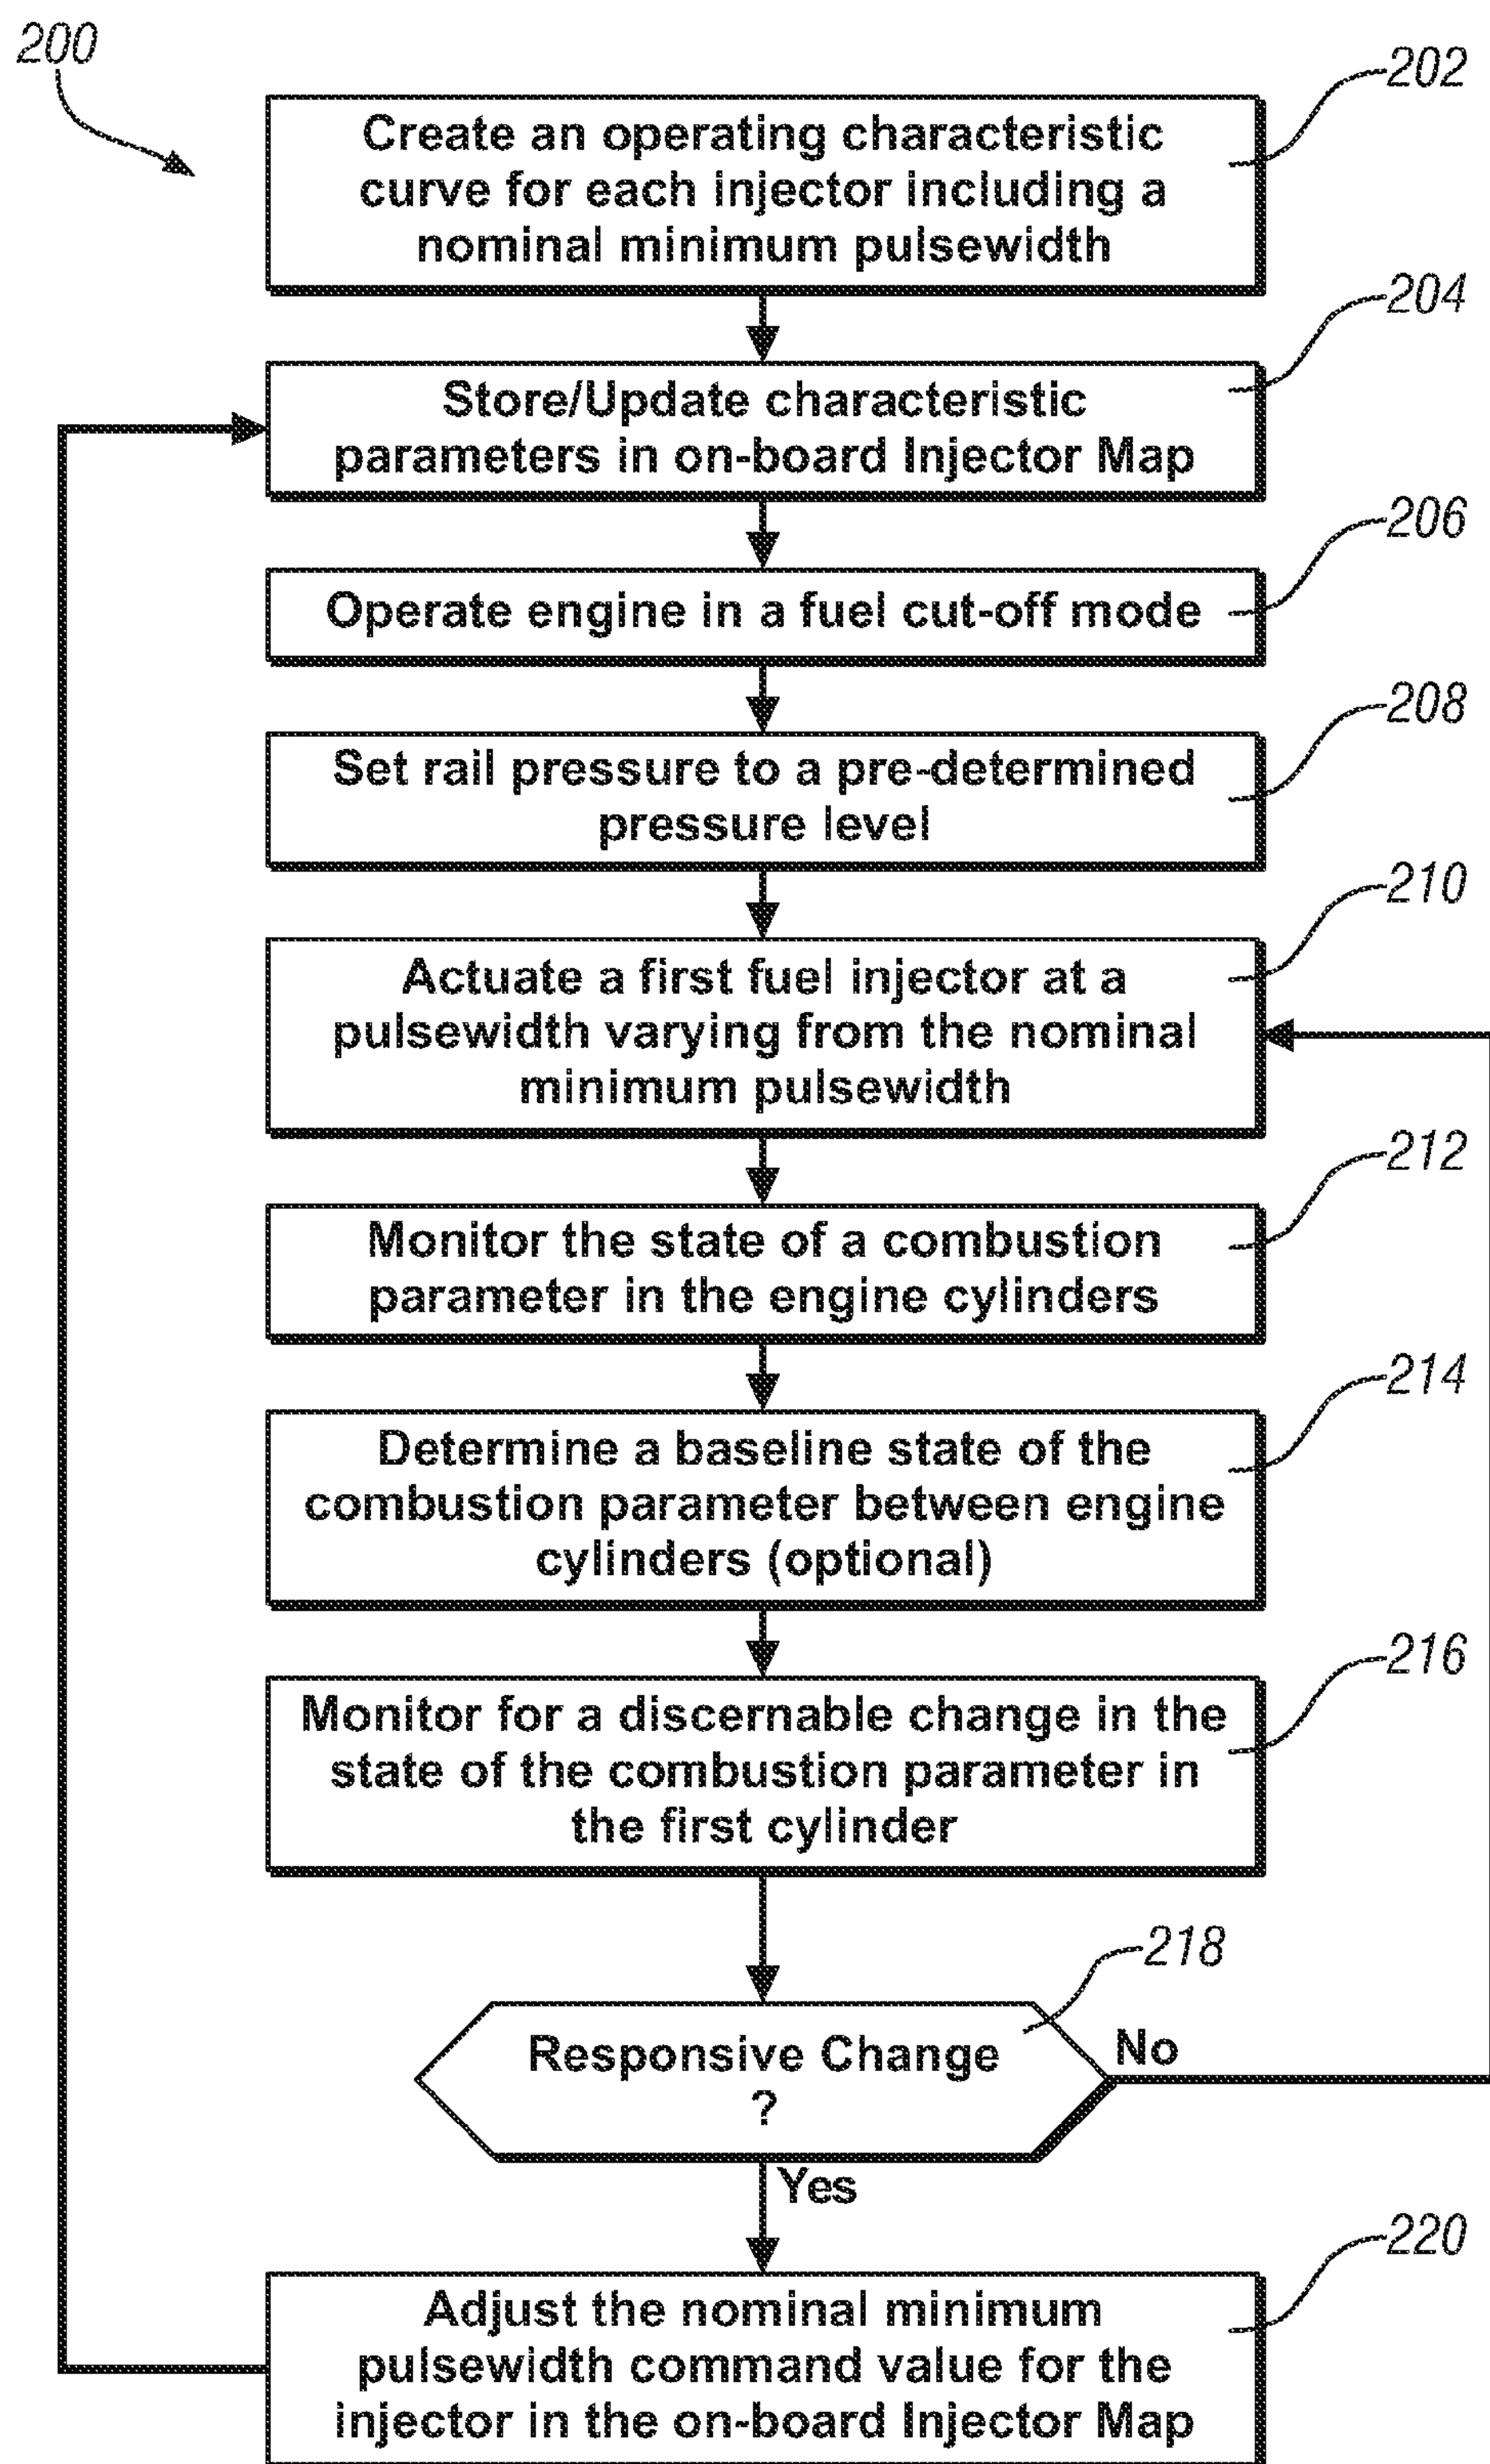 200
202
Create an operating characteristic
curve for each injector including a
nominal minimum pulsewidth
204
Store/Update characteristic
parameters in on-board Injector Map
206
Operate engine in a fuel cut-off mode
208
Set rail pressure to a pre-determined
pressure level
210
Actuate a first fuel injector at a
pulsewidth varying from the nominal
minimum pulsewidth
212
Monitor the state of a combustion
parameter in the engine cylinders
214
Determine a baseline state of the
combustion parameter between engine
cylinders (optional)
216
Monitor for a discernable change in the
state of the combustion parameter in
the first cylinder
218
Responsive Change
?
No
Yes
220
Adjust the nominal minimum
pulsewidth command value for the
injector in the on-board Injector Map